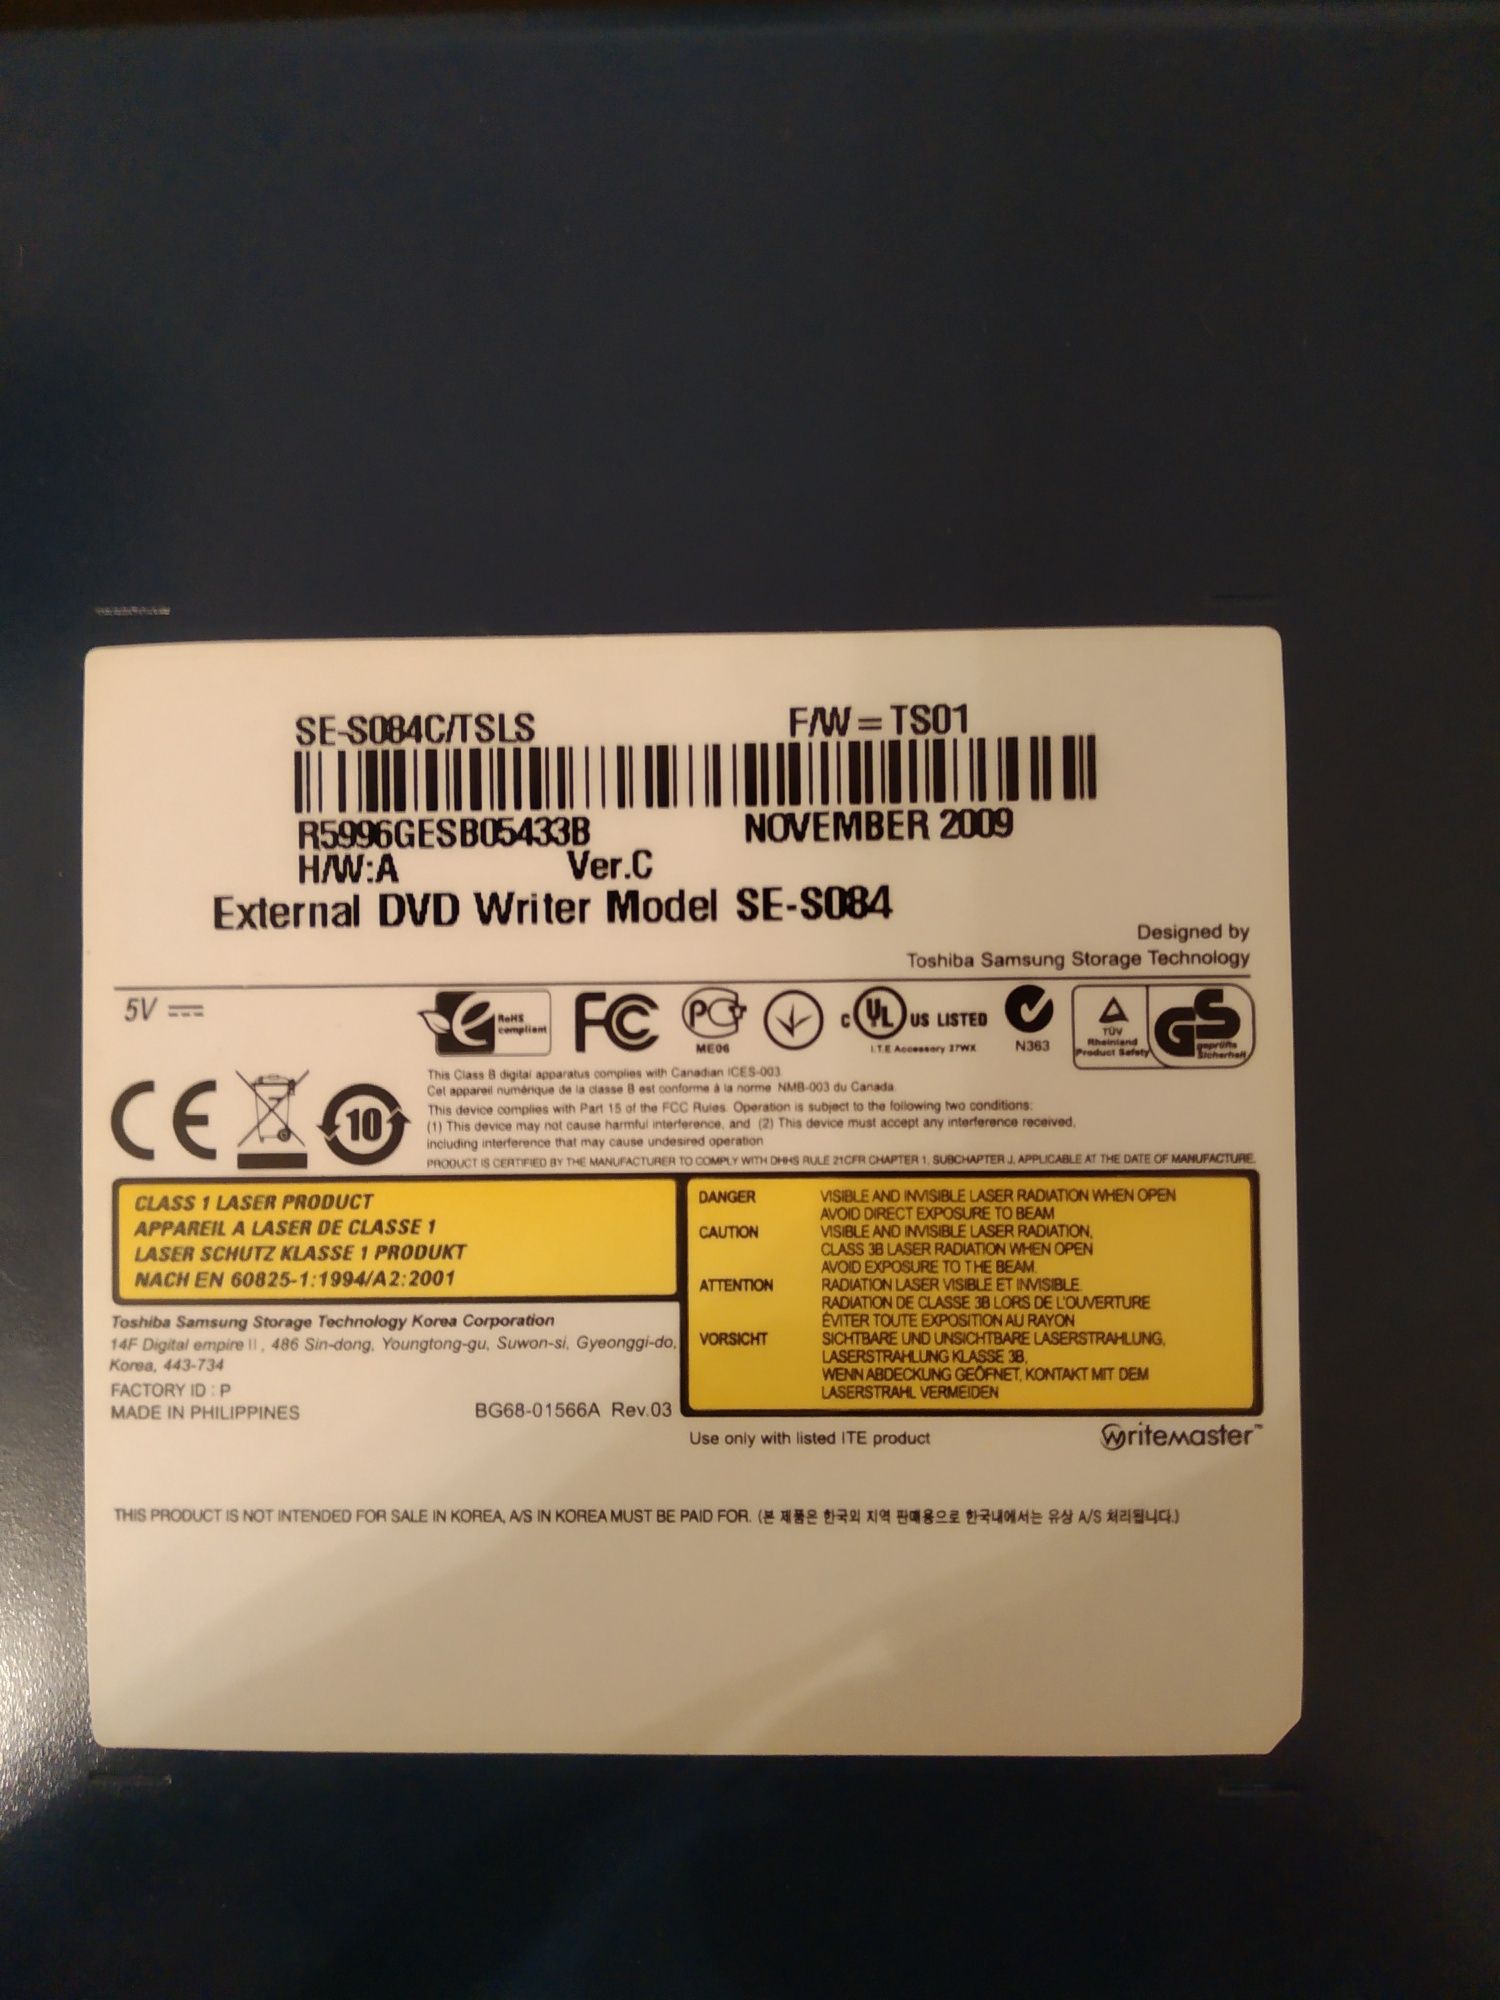 SE-S084C/TSLS F/W = TS01
R5996GESB05433B NOVEMBER 2009
H/W:A Ver.C
External DVD Writer Model SE-S084
Designed by
Toshiba Samsung Storage Technology
5V
e RoHS compliant
FC
PG
ME06
c UL US LISTED
I.T.E Accessory 27WX
N363
TÜV
Rheinland
Product Safety
GS
geprüfte
Sicherheit
CE
10
This Class B digital apparatus complies with Canadian ICES-003
Cet appareil numérique de la classe B est conforme à la norme NMB-003 du Canada.
This device complies with Part 15 of the FCC Rules. Operation is subject to the following two conditions:
(1) This device may not cause harmful interference, and (2) This device must accept any interference received,
including interference that may cause undesired operation
PRODUCT IS CERTIFIED BY THE MANUFACTURER TO COMPLY WITH DHHS RULE 21CFR CHAPTER 1, SUBCHAPTER J, APPLICABLE AT THE DATE OF MANUFACTURE.
CLASS 1 LASER PRODUCT
APPAREIL A LASER DE CLASSE 1
LASER SCHUTZ KLASSE 1 PRODUKT
NACH EN 60825-1:1994/A2:2001
DANGER VISIBLE AND INVISIBLE LASER RADIATION WHEN OPEN
AVOID DIRECT EXPOSURE TO BEAM
CAUTION VISIBLE AND INVISIBLE LASER RADIATION,
CLASS 3B LASER RADIATION WHEN OPEN
AVOID EXPOSURE TO THE BEAM.
ATTENTION RADIATION LASER VISIBLE ET INVISIBLE.
RADIATION DE CLASSE 3B LORS DE L'OUVERTURE
ÉVITER TOUTE EXPOSITION AU RAYON
VORSICHT SICHTBARE UND UNSICHTBARE LASERSTRAHLUNG,
LASERSTRAHLUNG KLASSE 3B,
WENN ABDECKUNG GEÖFNET, KONTAKT MIT DEM
LASERSTRAHL VERMEIDEN
Toshiba Samsung Storage Technology Korea Corporation
14F Digital empire II, 486 Sin-dong, Youngtong-gu, Suwon-si, Gyeonggi-do,
Korea, 443-734
FACTORY ID : P
MADE IN PHILIPPINES BG68-01566A Rev.03
Use only with listed ITE product
Writemaster™
THIS PRODUCT IS NOT INTENDED FOR SALE IN KOREA, A/S IN KOREA MUST BE PAID FOR. (본 제품은 한국외 지역 판매용으로 한국내에서는 유상 A/S 처리됩니다.)